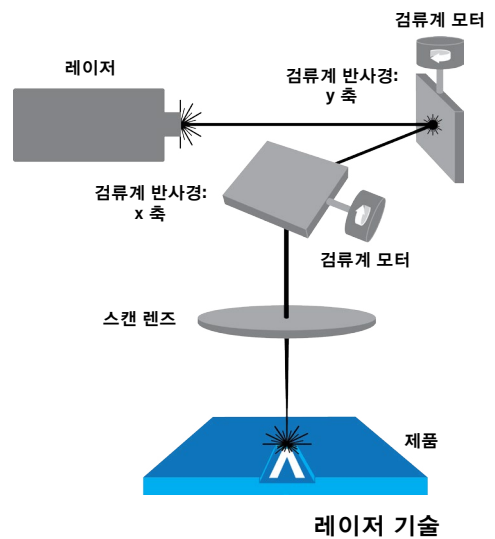 검류계 모터
레이저
검류계 반사경:
y 축
검류계 반사경:
x 축
검류계 모터
스캔 렌즈
제품
레이저 기술